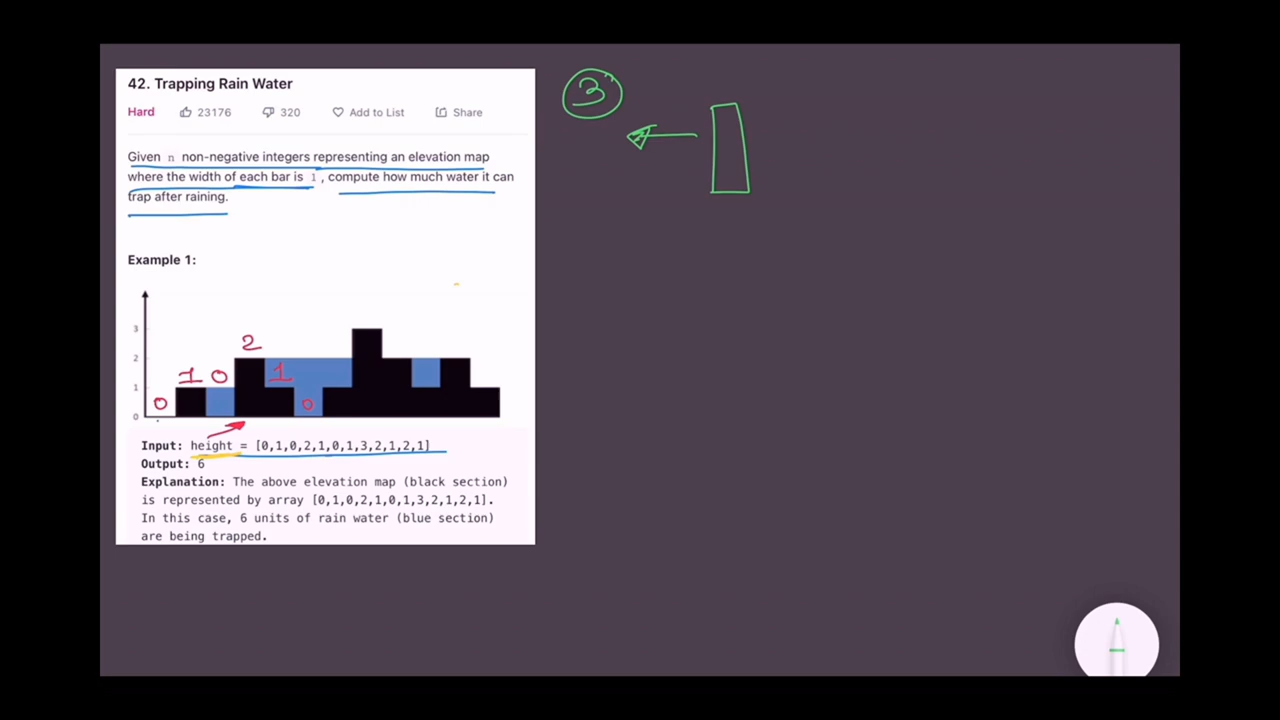 42. Trapping Rain Water
Hard 23176 320 Add to List Share
Given n non-negative integers representing an elevation map
where the width of each bar is 1, compute how much water it can
trap after raining.
Example 1:
3
2
1
0
2
1 0 1
0 0
Input: height = [0,1,0,2,1,0,1,3,2,1,2,1]
Output: 6
Explanation: The above elevation map (black section)
is represented by array [0,1,0,2,1,0,1,3,2,1,2,1].
In this case, 6 units of rain water (blue section)
are being trapped.
3